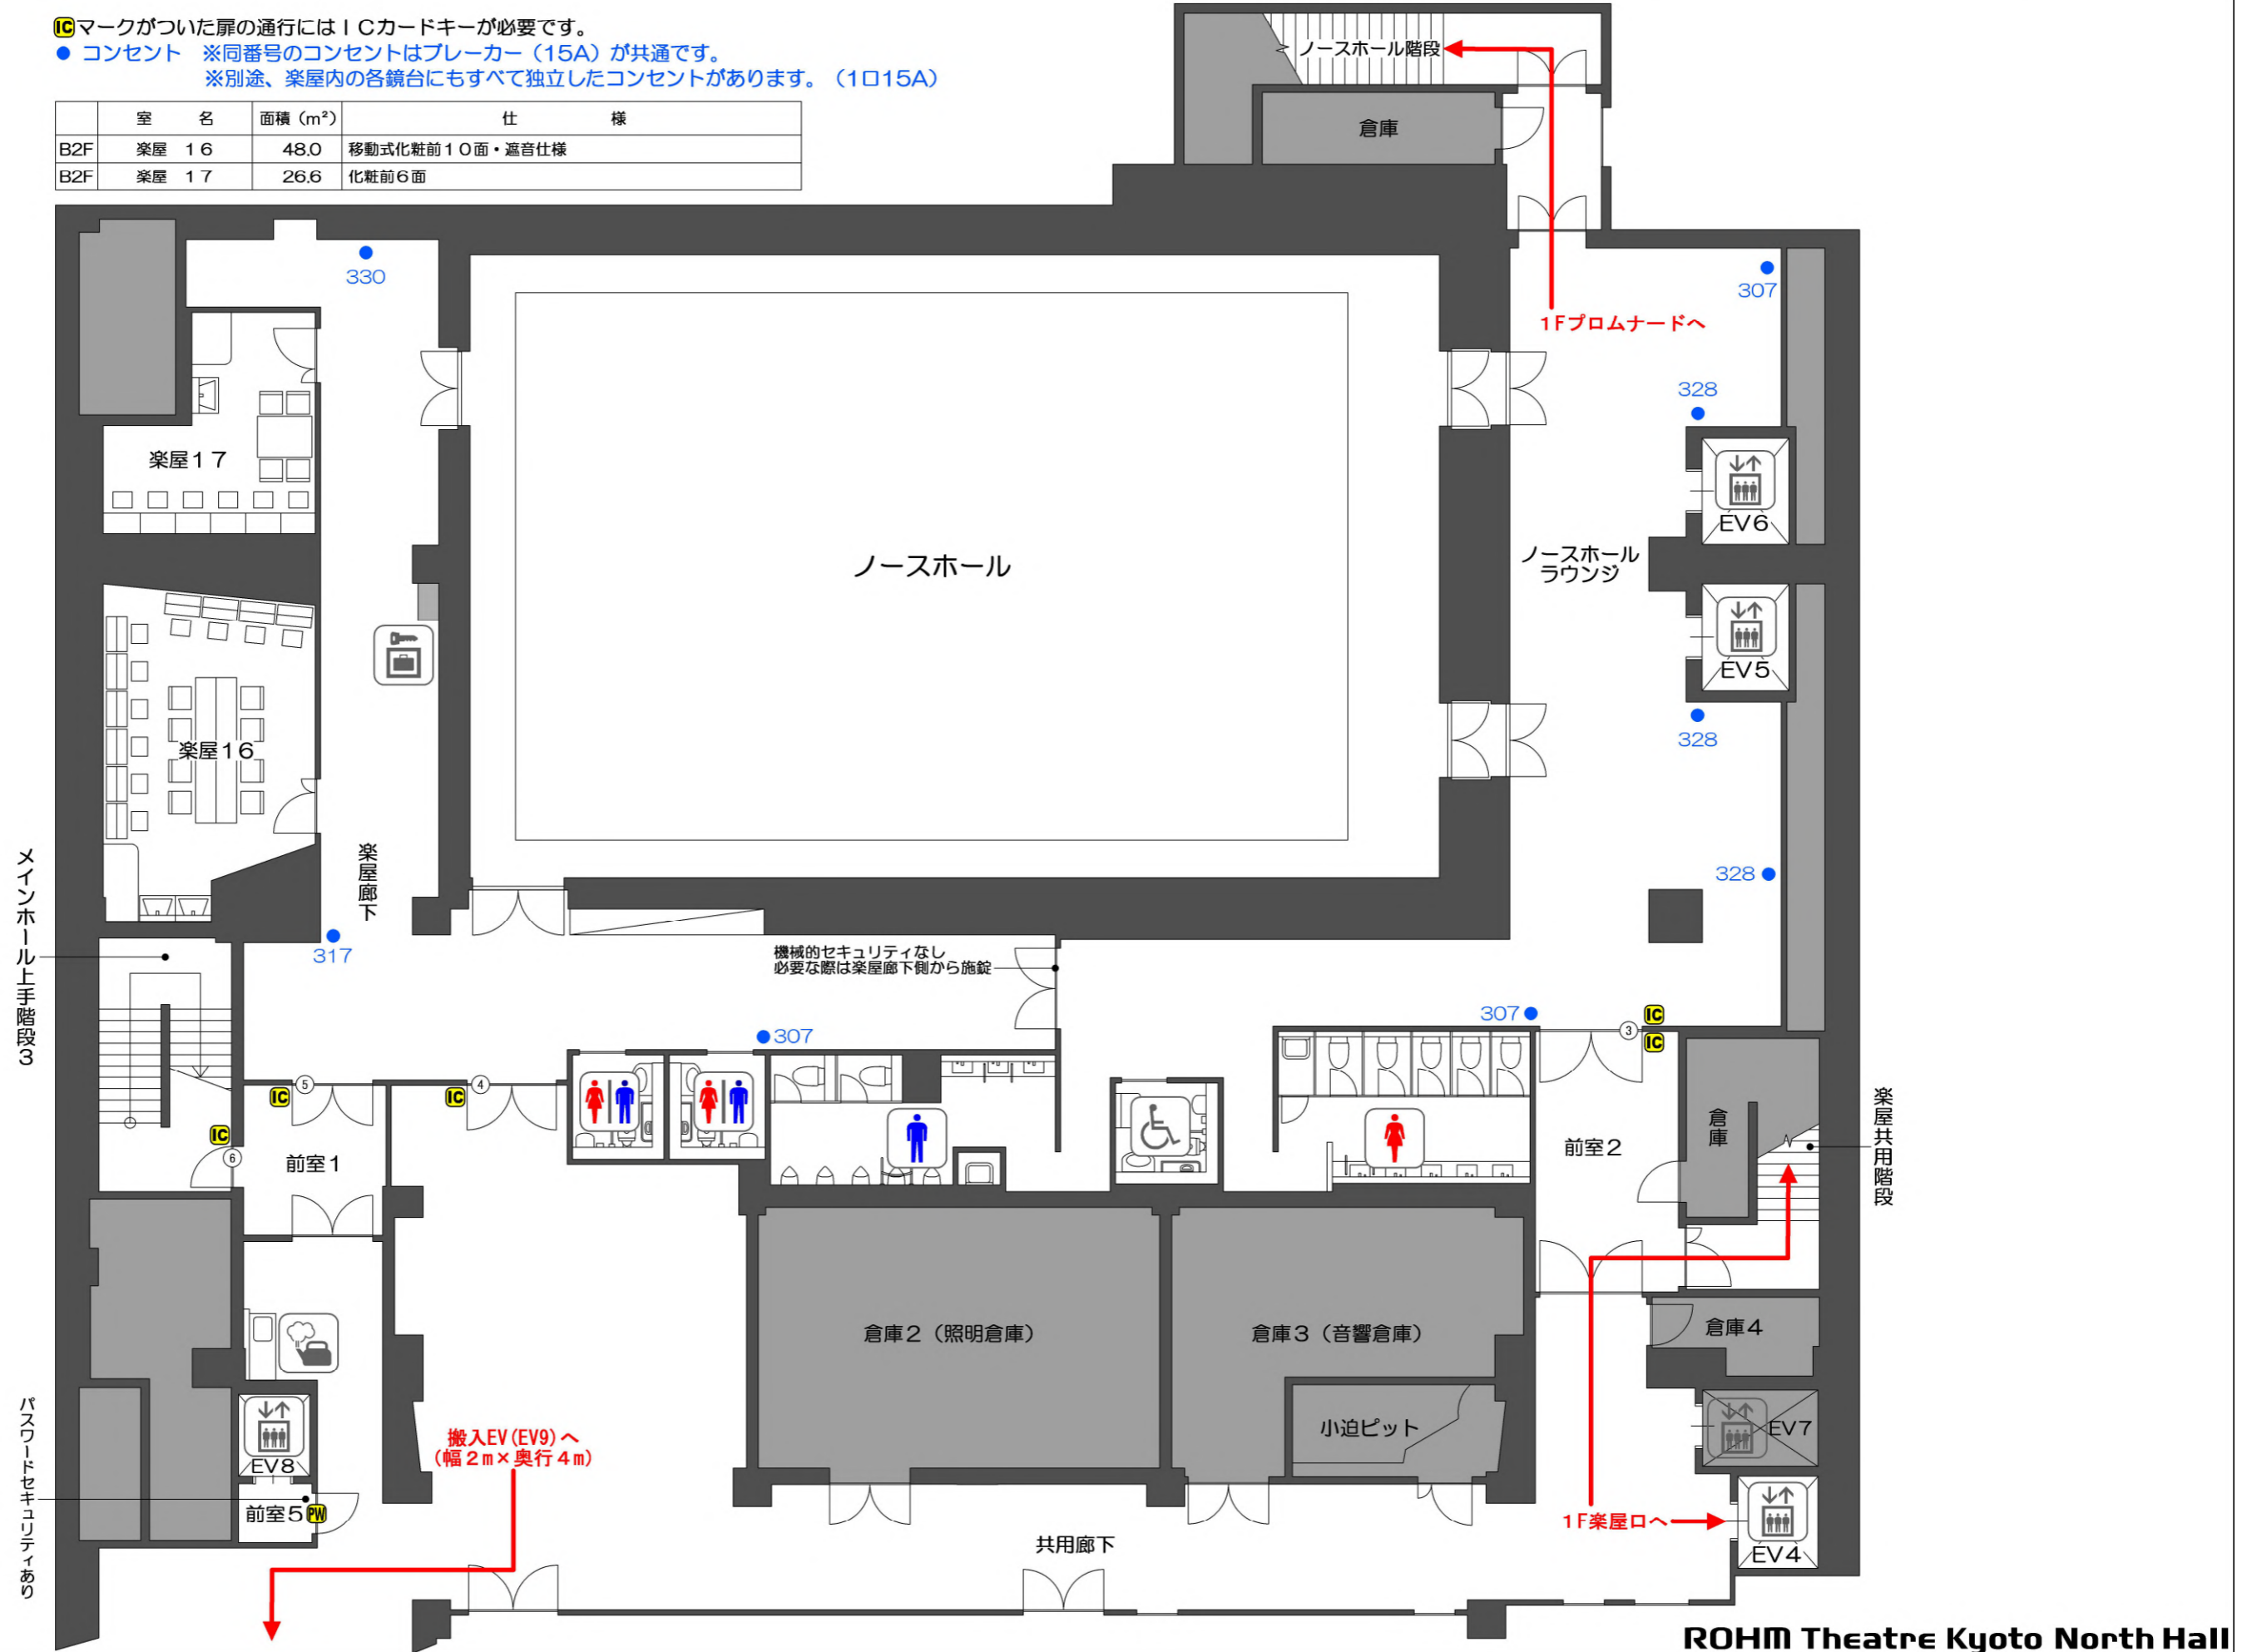 ICマークがついた扉の通行にはICカードキーが必要です。
● コンセント ※同番号のコンセントはブレーカー（15A）が共通です。
※別途、楽屋内の各鏡台にもすべて独立したコンセントがあります。（1口15A）
室 名 面積（m²） 仕 様
B2F 楽屋 16 48.0 移動式化粧前10面・遮音仕様
B2F 楽屋 17 26.6 化粧前6面
ノースホール階段
倉庫
330
307
1Fプロムナードへ
328
楽屋17
EV6
ノースホール
ノースホール
ラウンジ
EV5
328
楽屋16
328
楽屋廊下
メインホール上手階段3
317
機械的セキュリティなし
必要な際は楽屋廊下側から施錠
307
307
IC
3
IC
5
4
IC
IC
IC
6
前室1
前室2
倉庫
楽屋共用階段
倉庫2（照明倉庫）
倉庫3（音響倉庫）
倉庫4
小迫ピット
EV7
搬入EV(EV9)へ
(幅2m×奥行4m)
EV8
前室5
PW
パスワードセキュリティあり
1F楽屋口へ
EV4
共用廊下
ROHM Theatre Kyoto North Hall